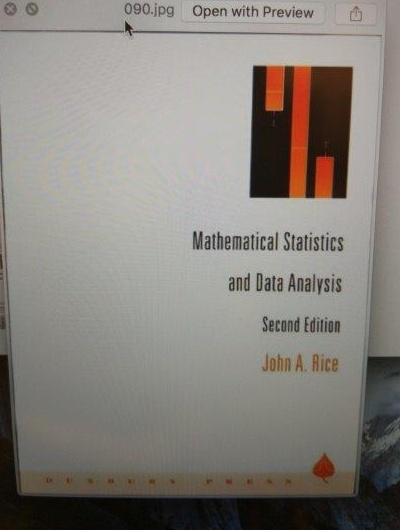 090.jpg Open with Preview
Mathematical Statistics
and Data Analysis
Second Edition
John A. Rice
DUXBURY PRESS